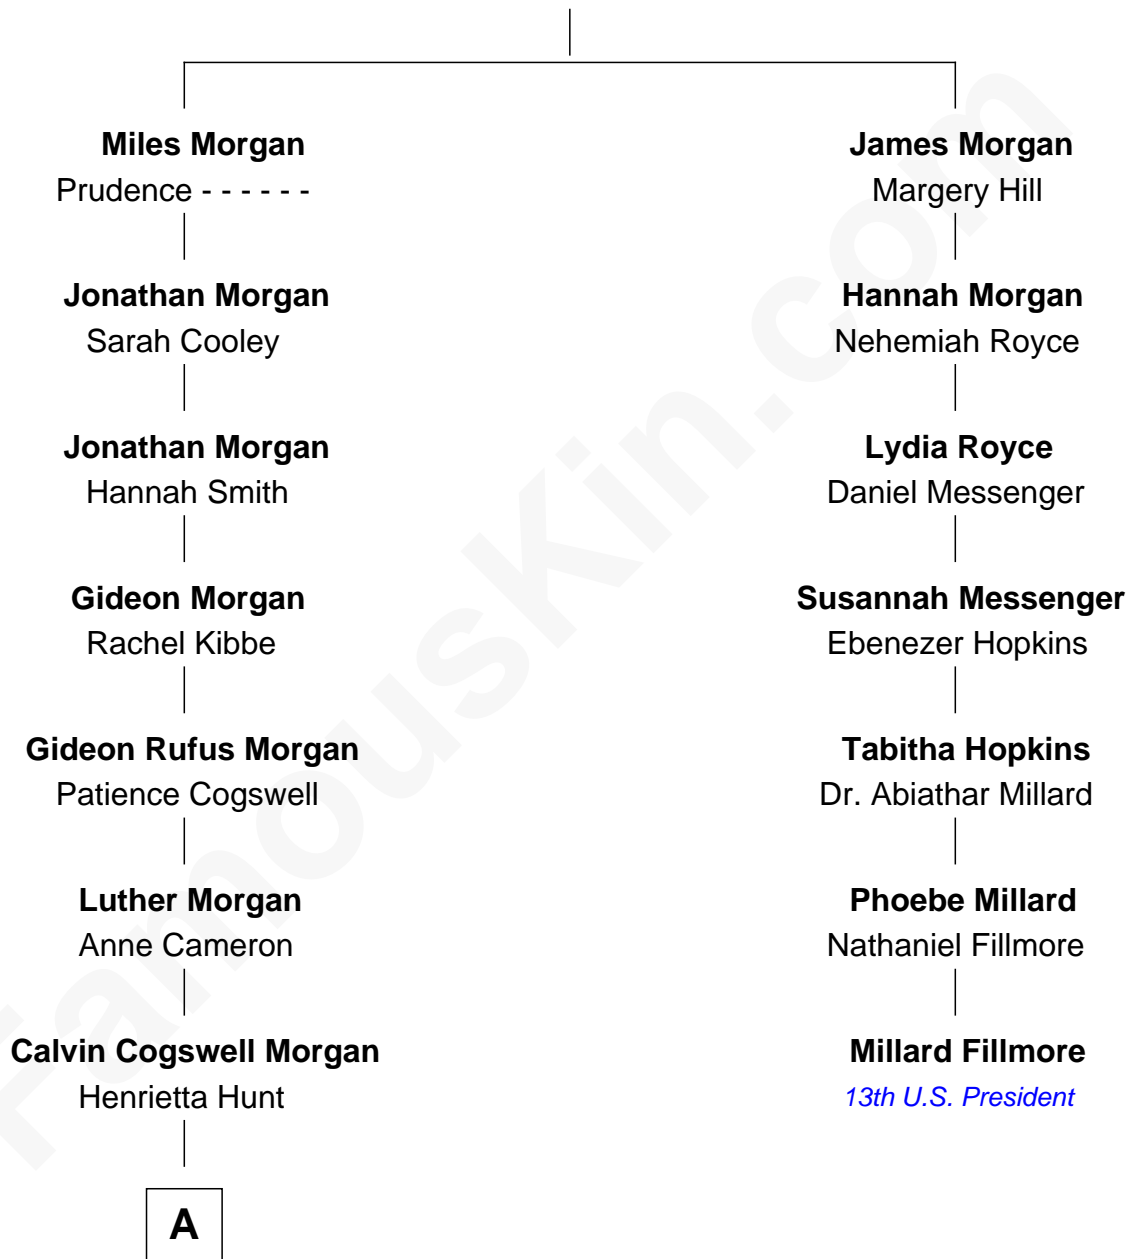 Miles Morgan
Prudence - - - - - -
James Morgan
Margery Hill
Jonathan Morgan
Sarah Cooley
Hannah Morgan
Nehemiah Royce
Jonathan Morgan
Hannah Smith
Lydia Royce
Daniel Messenger
Gideon Morgan
Rachel Kibbe
Susannah Messenger
Ebenezer Hopkins
Gideon Rufus Morgan
Patience Cogswell
Tabitha Hopkins
Dr. Abiathar Millard
Luther Morgan
Anne Cameron
Phoebe Millard
Nathaniel Fillmore
Calvin Cogswell Morgan
Henrietta Hunt
Millard Fillmore
13th U.S. President
A
FamousKin.com